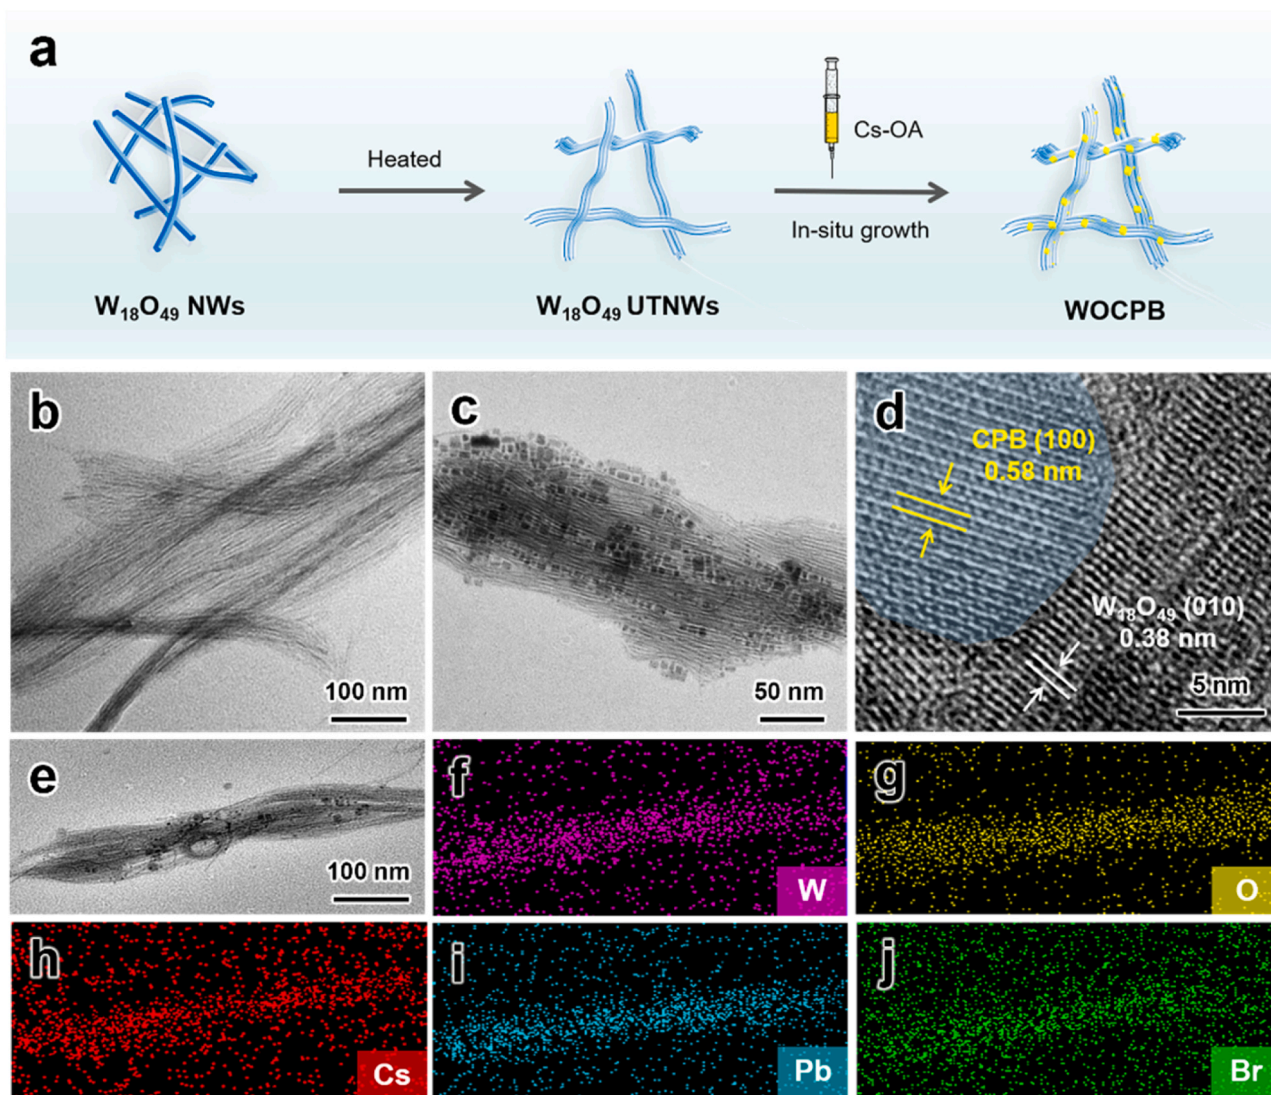 a
Heated
Cs-OA
In-situ growth
W₁₈O₄₉ NWs
W₁₈O₄₉ UTNWs
WOCPB
b
100 nm
c
50 nm
d
CPB (100)
0.58 nm
W₁₈O₄₉ (010)
0.38 nm
5 nm
e
100 nm
f
W
g
O
h
Cs
i
Pb
j
Br